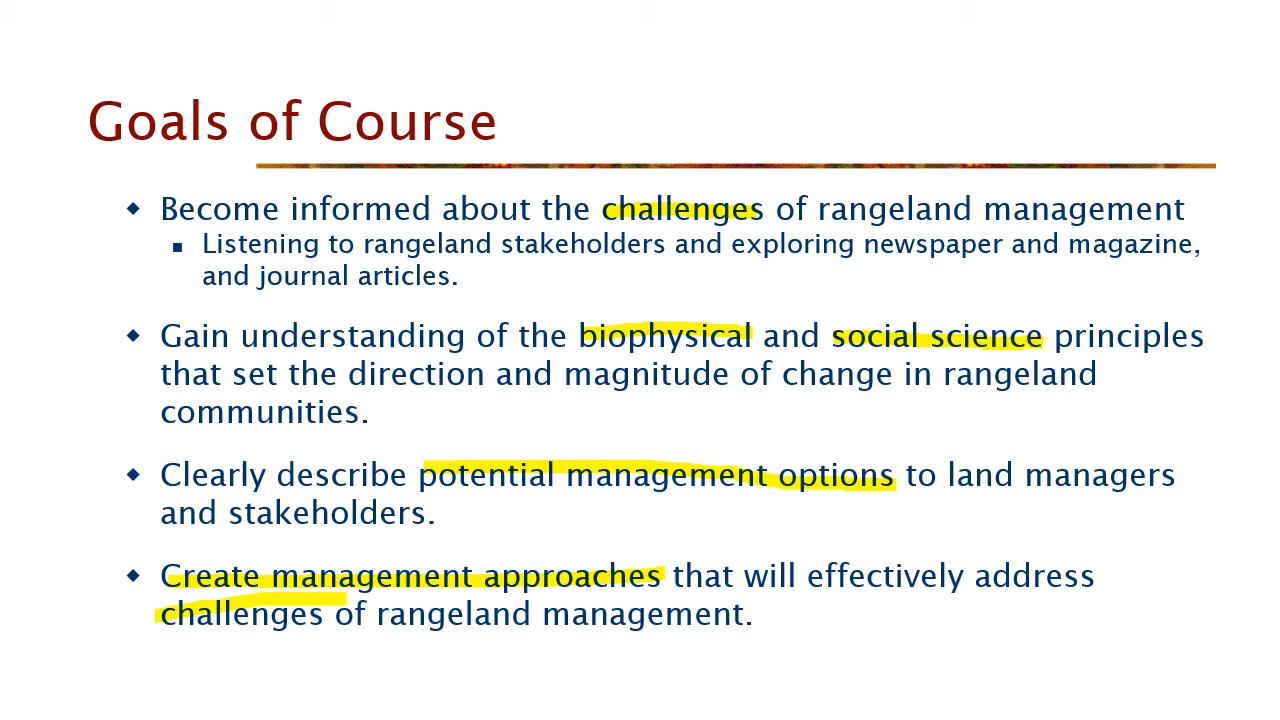 Goals of Course
Become informed about the challenges of rangeland management
Listening to rangeland stakeholders and exploring newspaper and magazine,
and journal articles.
Gain understanding of the biophysical and social science principles
that set the direction and magnitude of change in rangeland
communities.
Clearly describe potential management options to land managers
and stakeholders.
Create management approaches that will effectively address
challenges of rangeland management.